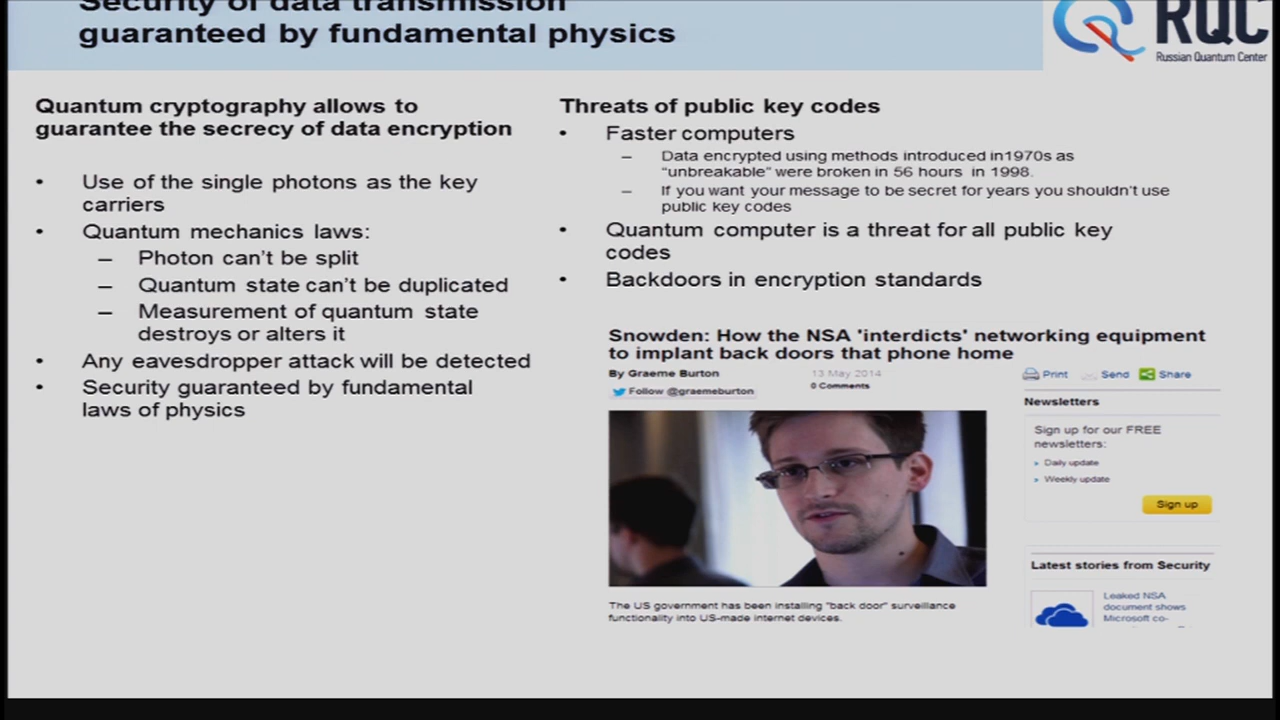 Security of data transmission
guaranteed by fundamental physics
RQC
Russian Quantum Center
Quantum cryptography allows to
guarantee the secrecy of data encryption
• Use of the single photons as the key
carriers
• Quantum mechanics laws:
– Photon can't be split
– Quantum state can't be duplicated
– Measurement of quantum state
destroys or alters it
• Any eavesdropper attack will be detected
• Security guaranteed by fundamental
laws of physics
Threats of public key codes
• Faster computers
– Data encrypted using methods introduced in1970s as
“unbreakable” were broken in 56 hours in 1998.
– If you want your message to be secret for years you shouldn't use
public key codes
• Quantum computer is a threat for all public key
codes
• Backdoors in encryption standards
Snowden: How the NSA 'interdicts' networking equipment
to implant back doors that phone home
By Graeme Burton
13 May 2014
0 Comments
Follow @graemeburton
Print Send Share
Newsletters
Sign up for our FREE
newsletters:
Daily update
Weekly update
Sign up
The US government has been installing "back door" surveillance
functionality into US-made internet devices.
Latest stories from Security
Leaked NSA
document shows
Microsoft co-